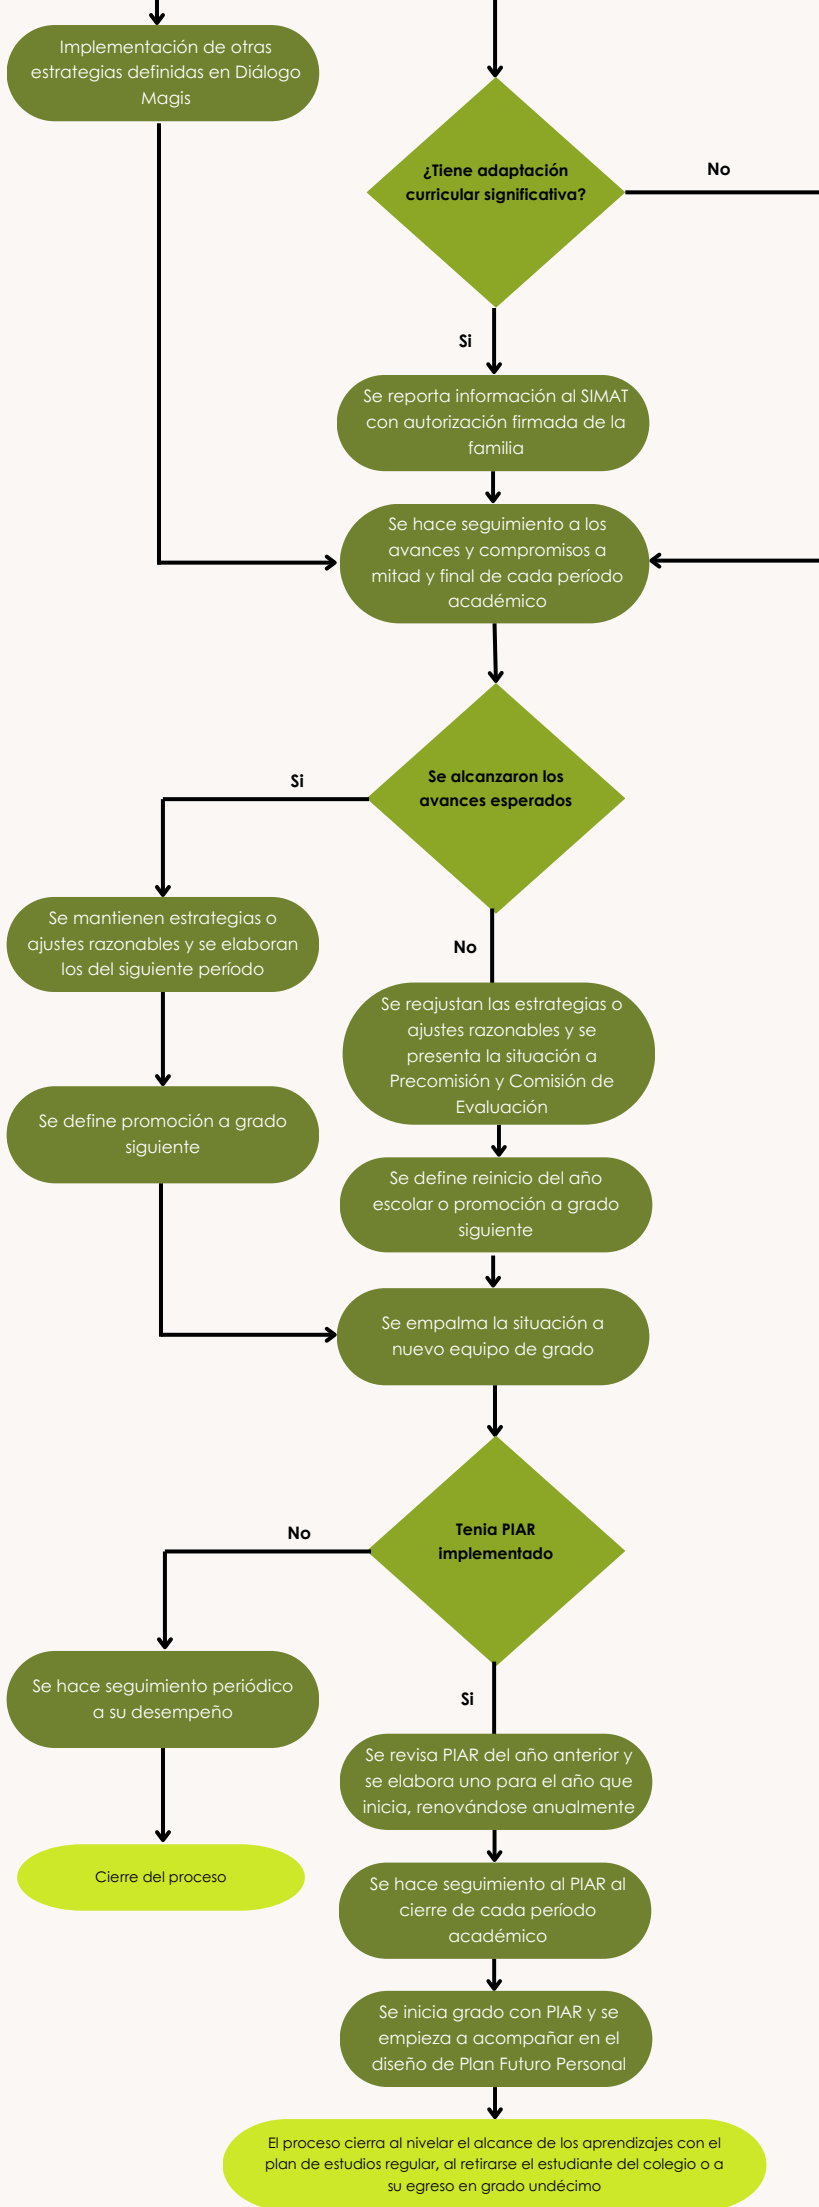 Implementación de otras
estrategias definidas en Diálogo
Magis
¿Tiene adaptación
curricular significativa?
No
Si
Se reporta información al SIMAT
con autorización firmada de la
familia
Se hace seguimiento a los
avances y compromisos a
mitad y final de cada período
académico
Se alcanzaron los
avances esperados
Si
No
Se mantienen estrategias o
ajustes razonables y se elaboran
los del siguiente período
Se reajustan las estrategias o
ajustes razonables y se
presenta la situación a
Precomisión y Comisión de
Evaluación
Se define promoción a grado
siguiente
Se define reinicio del año
escolar o promoción a grado
siguiente
Se empalma la situación a
nuevo equipo de grado
Tenia PIAR
implementado
No
Si
Se hace seguimiento periódico
a su desempeño
Se revisa PIAR del año anterior y
se elabora uno para el año que
inicia, renovándose anualmente
Cierre del proceso
Se hace seguimiento al PIAR al
cierre de cada período
académico
Se inicia grado con PIAR y se
empieza a acompañar en el
diseño de Plan Futuro Personal
El proceso cierra al nivelar el alcance de los aprendizajes con el
plan de estudios regular, al retirarse el estudiante del colegio o a
su egreso en grado undécimo